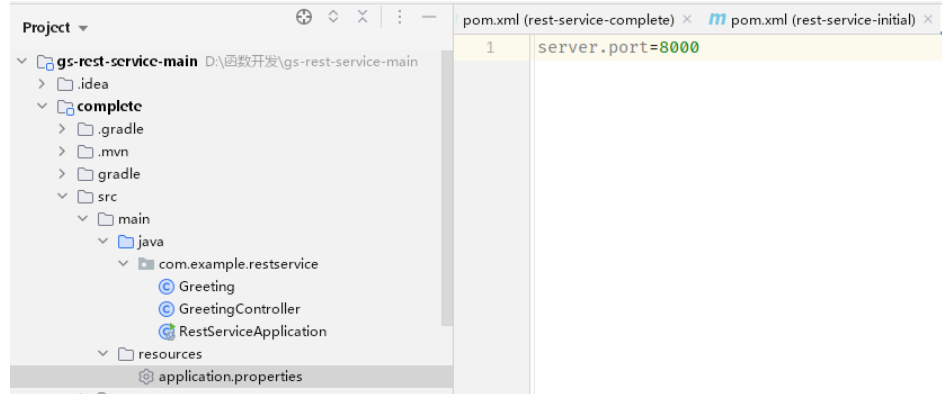 Project
pom.xml (rest-service-complete)
m pom.xml (rest-service-initial)
gs-rest-service-main D:\函数开发\gs-rest-service-main
.idea
complete
.gradle
.mvn
gradle
src
main
java
com.example.restservice
Greeting
GreetingController
RestServiceApplication
resources
application.properties
1 server.port=8000